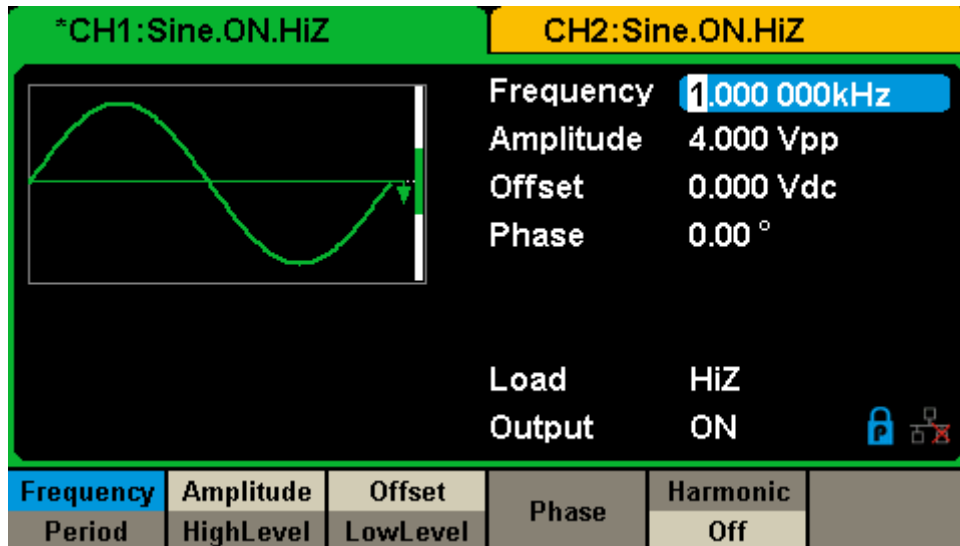 *CH1:Sine.ON.HiZ CH2:Sine.ON.HiZ
Frequency 1.000 000kHz
Amplitude 4.000 Vpp
Offset 0.000 Vdc
Phase 0.00 °
Load HiZ
Output ON P
Frequency Amplitude Offset Phase Harmonic
Period HighLevel LowLevel Off